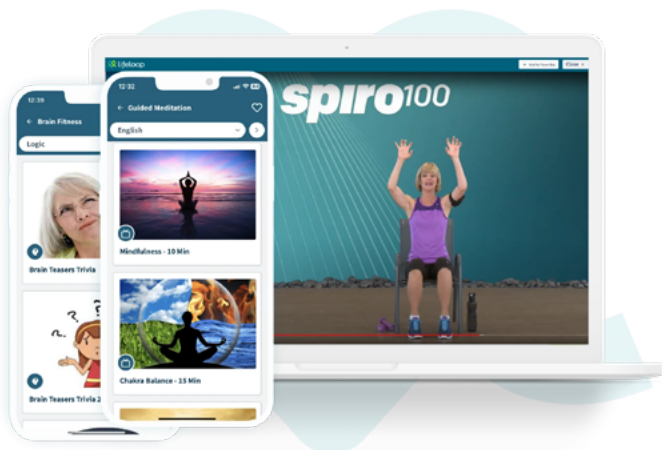 Lifeloop
Close
spiro100
12:39
Brain Fitness
Logic
Brain Teasers Trivia
? ? ?
Brain Teasers Trivia 2
12:32
Guided Meditation
English
Mindfulness - 10 Min
Chakra Balance - 15 Min